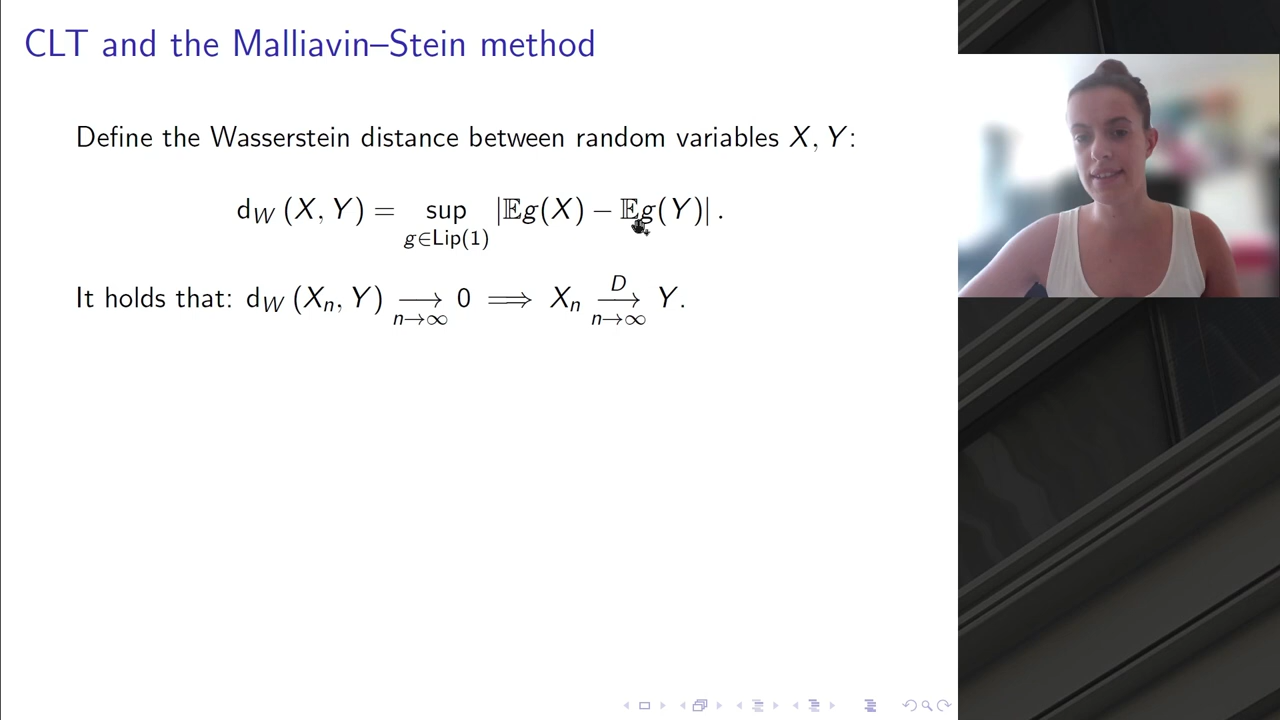 CLT and the Malliavin–Stein method
Define the Wasserstein distance between random variables X, Y:
d_W (X, Y) = sup_{g∈Lip(1)} |𝔼g(X) − 𝔼g(Y)| .
It holds that: d_W (X_n, Y) ⟶_{n→∞} 0 ⟹ X_n ⟶^D_{n→∞} Y.